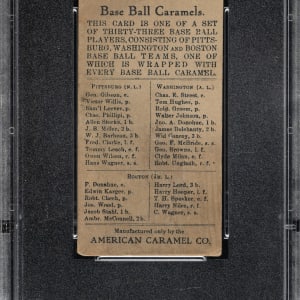 Base Ball Caramels.
THIS CARD IS ONE OF A SET
OF THIRTY-THREE BASE BALL
PLAYERS, CONSISTING OF PITTS-
BURG, WASHINGTON and BOSTON
BASE BALL TEAMS, ONE OF
WHICH IS WRAPPED WITH
EVERY BASE BALL CARAMEL.
PITTSBURG (N. L.)
Geo. Gibson, c.
Victor Willis, p.
Sam'l Leever, p.
Chas. Phillipi, p.
Allen Storke, 1 b.
J. B. Miller, 2 b.
W. J. Barbeau, 3 b.
Fred. Clarke, l f.
Tommy Leach, c f.
Owen Wilson, r f.
Hans Wagner, s s.
WASHINGTON (A. L.)
Chas. E. Street, c.
Tom Hughes, p.
Robt. Groom, p.
Walter Johnson, p.
Jno. A. Donohue, 1 b.
James Delehanty, 2 b.
Wid Conroy, 3 b.
Geo. F. McBride, s s.
Geo. Browne, l f.
Clyde Milan, c f.
Robt. Unglaub, r f.
BOSTON (A. L.)
P. Donahue, c.
Edwin Karger, p.
Robt. Cheek, p.
Jos. Wood, p.
Jacob Stahl, 1 b.
Ambr. McConnell, 2 b.
Harry Lord, 3 b.
Harry Hooper, l f.
T. H. Speaker, c f.
Harry Niles, r f.
C. Wagner, s s.
Manufactured only by the
AMERICAN CARAMEL CO.